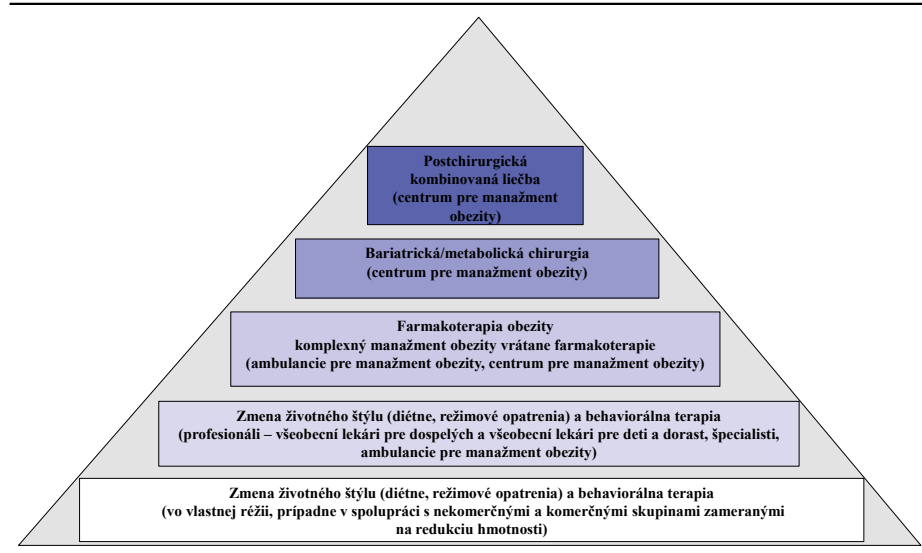 Postchirurgická
kombinovaná liečba
(centrum pre manažment
obezity)
Bariatrická/metabolická chirurgia
(centrum pre manažment obezity)
Farmakoterapia obezity
komplexný manažment obezity vrátane farmakoterapie
(ambulancie pre manažment obezity, centrum pre manažment obezity)
Zmena životného štýlu (diétne, režimové opatrenia) a behaviorálna terapia
(profesionáli – všeobecní lekári pre dospelých a všeobecní lekári pre deti a dorast, špecialisti,
ambulancie pre manažment obezity)
Zmena životného štýlu (diétne, režimové opatrenia) a behaviorálna terapia
(vo vlastnej réžii, prípadne v spolupráci s nekomerčnými a komerčnými skupinami zameranými
na redukciu hmotnosti)